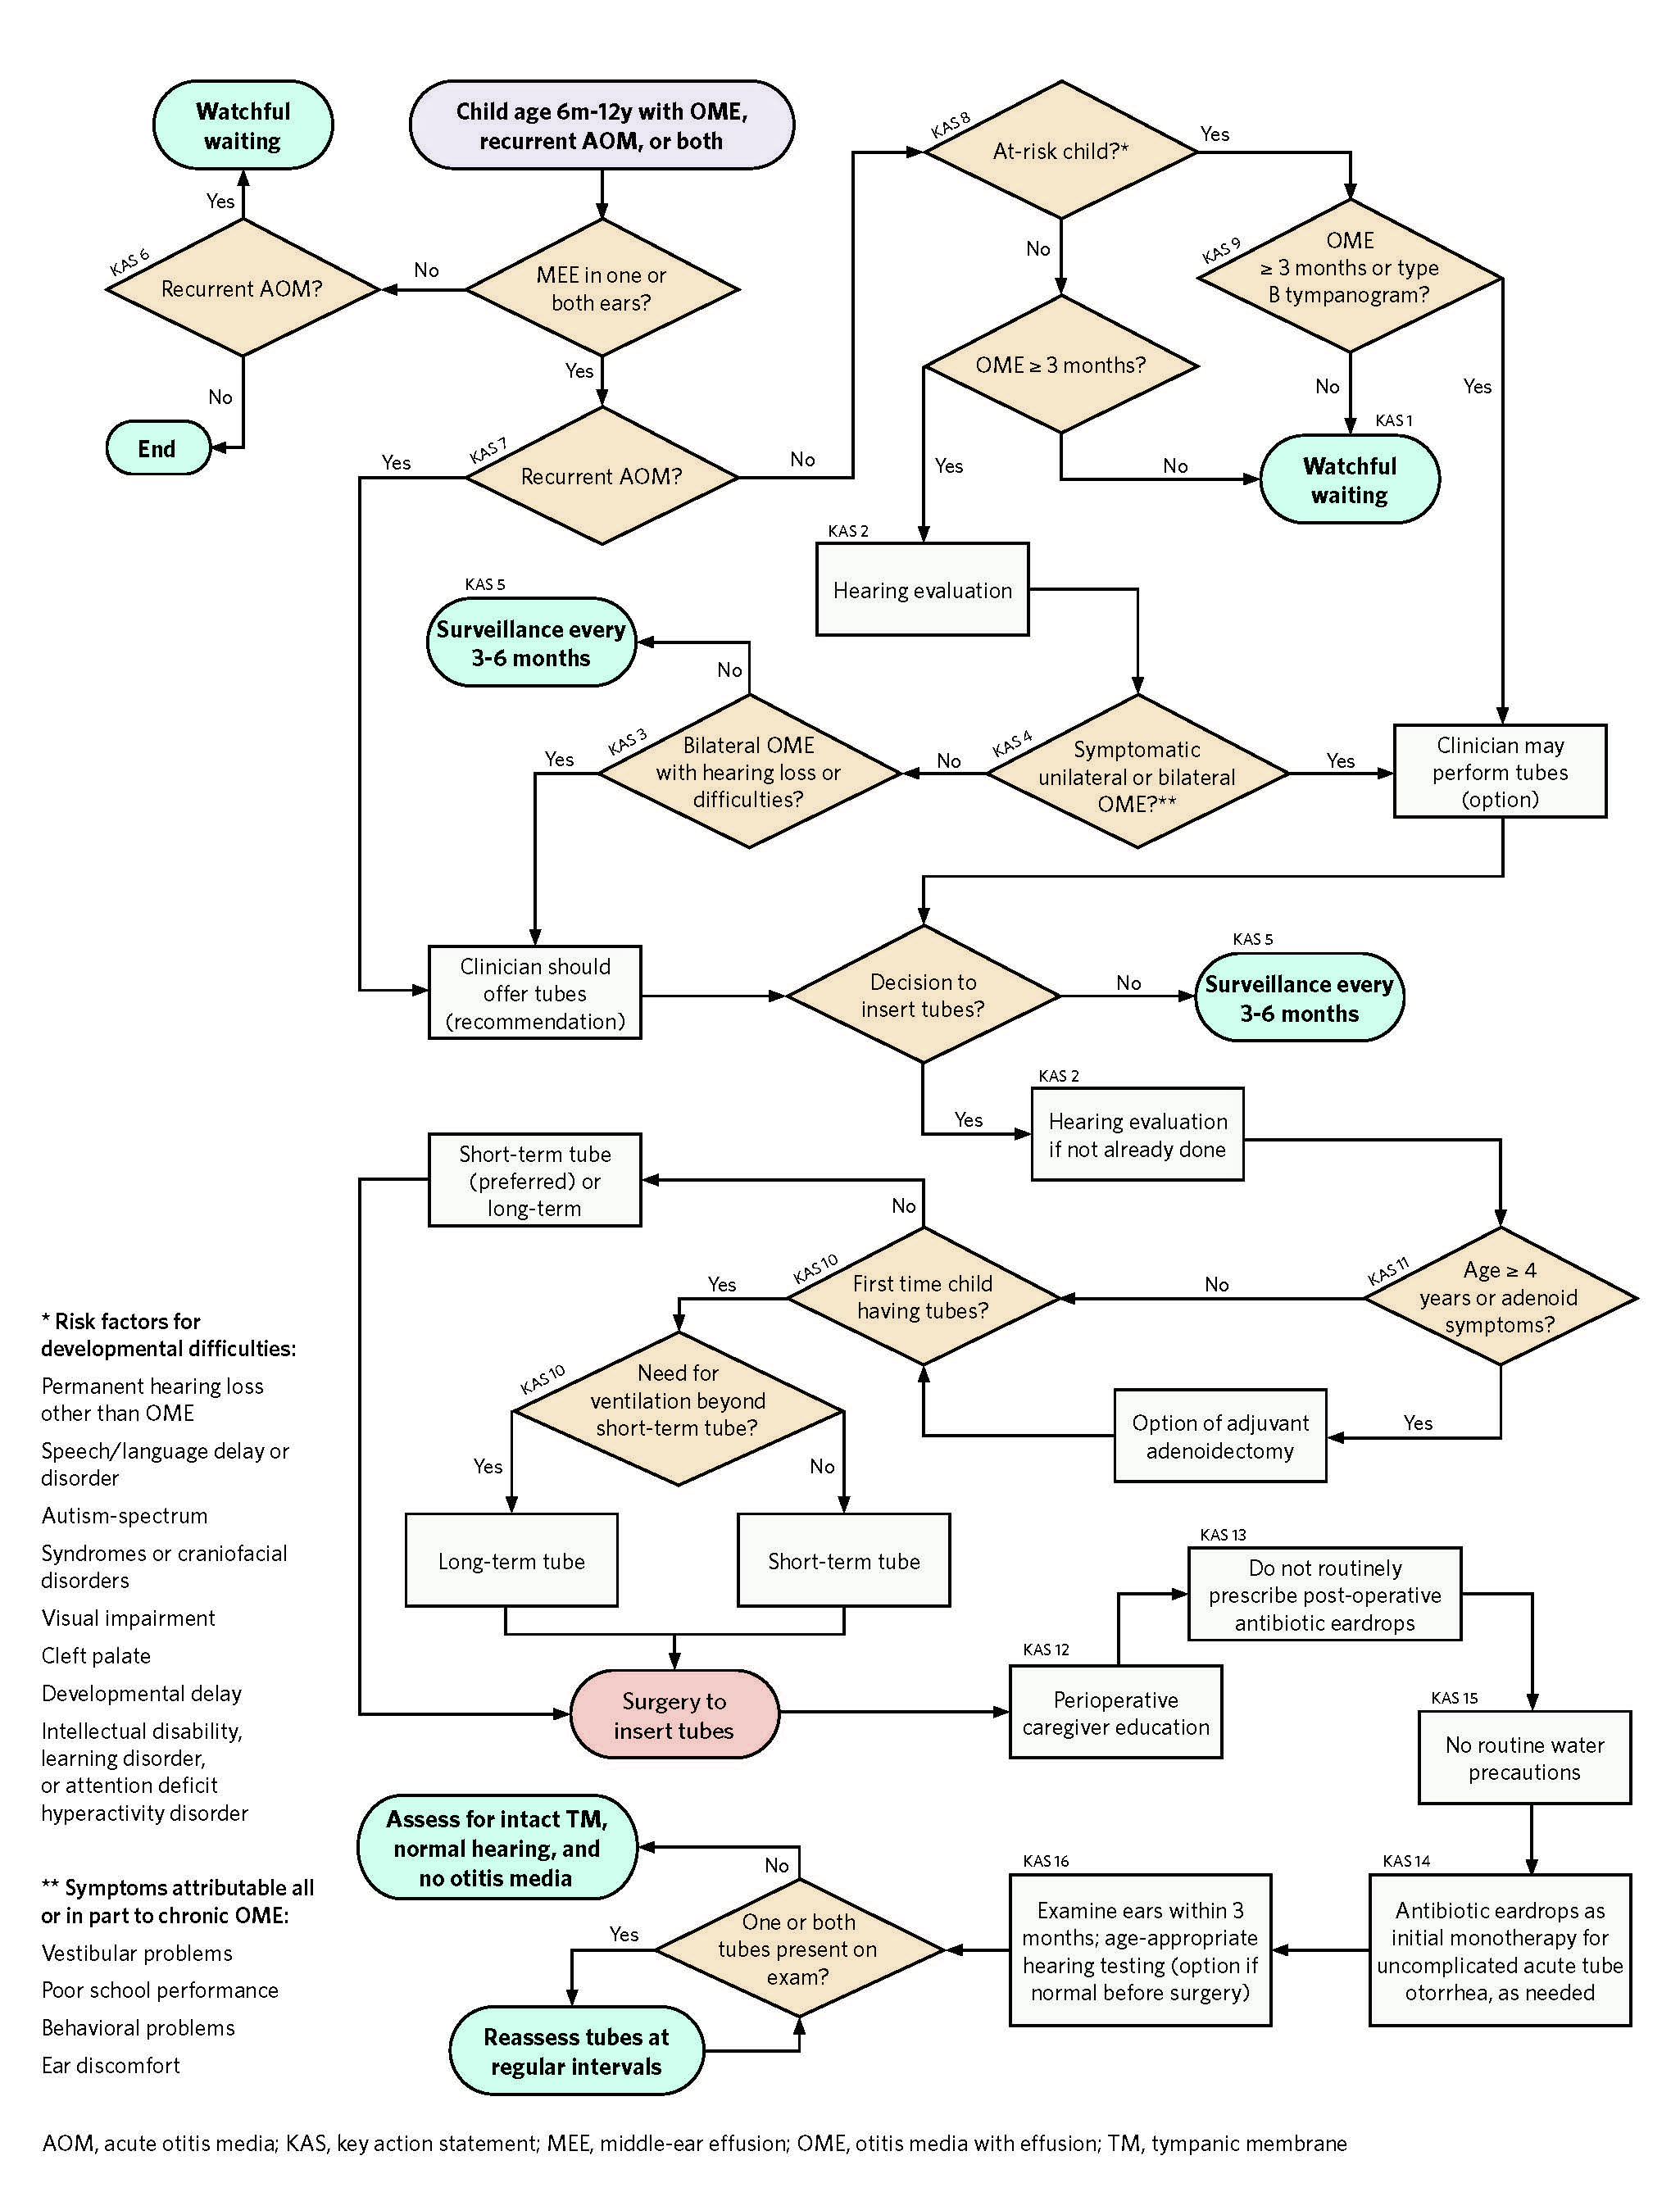 Watchful
waiting
Child age 6m-12y with OME,
recurrent AOM, or both
KAS 8
At-risk child?*
Yes
Yes
KAS 6
Recurrent AOM?
No
MEE in one or
both ears?
No
KAS 9
OME
≥ 3 months or type
B tympanogram?
No
Yes
OME ≥ 3 months?
No
Yes
End
Yes
KAS 7
Recurrent AOM?
No
Yes
No
KAS 1
Watchful
waiting
KAS 2
Hearing evaluation
KAS 5
Surveillance every
3-6 months
No
Yes
KAS 3
Bilateral OME
with hearing loss or
difficulties?
No
KAS 4
Symptomatic
unilateral or bilateral
OME?**
Yes
Clinician may
perform tubes
(option)
Clinician should
offer tubes
(recommendation)
Decision to
insert tubes?
No
KAS 5
Surveillance every
3-6 months
Yes
KAS 2
Hearing evaluation
if not already done
Short-term tube
(preferred) or
long-term
No
KAS 10
First time child
having tubes?
Yes
No
KAS 11
Age ≥ 4
years or adenoid
symptoms?
KAS 10
Need for
ventilation beyond
short-term tube?
Option of adjuvant
adenoidectomy
Yes
Yes
No
Long-term tube
Short-term tube
KAS 13
Do not routinely
prescribe post-operative
antibiotic eardrops
Surgery to
insert tubes
KAS 12
Perioperative
caregiver education
KAS 15
No routine water
precautions
Assess for intact TM,
normal hearing, and
no otitis media
No
One or both
tubes present on
exam?
Yes
KAS 16
Examine ears within 3
months; age-appropriate
hearing testing (option if
normal before surgery)
KAS 14
Antibiotic eardrops as
initial monotherapy for
uncomplicated acute tube
otorrhea, as needed
Reassess tubes at
regular intervals
* Risk factors for
developmental difficulties:
Permanent hearing loss
other than OME
Speech/language delay or
disorder
Autism-spectrum
Syndromes or craniofacial
disorders
Visual impairment
Cleft palate
Developmental delay
Intellectual disability,
learning disorder,
or attention deficit
hyperactivity disorder
** Symptoms attributable all
or in part to chronic OME:
Vestibular problems
Poor school performance
Behavioral problems
Ear discomfort
AOM, acute otitis media; KAS, key action statement; MEE, middle-ear effusion; OME, otitis media with effusion; TM, tympanic membrane